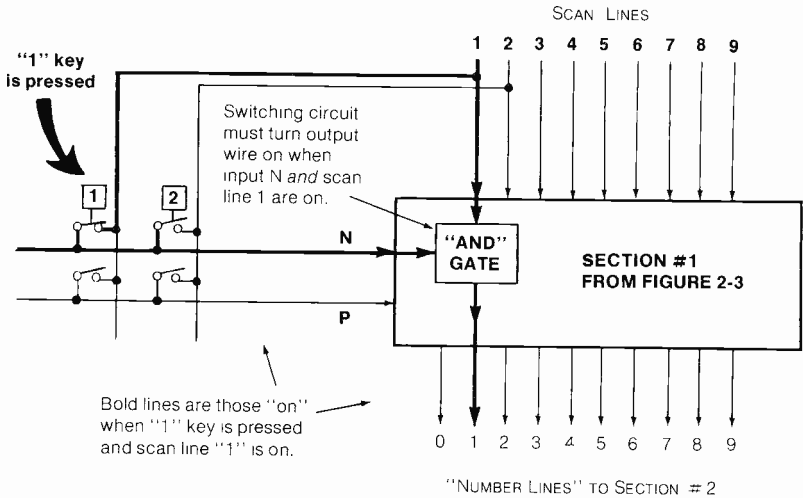 SCAN LINES
1 2 3 4 5 6 7 8 9
"1" key
is pressed
Switching circuit
must turn output
wire on when
input N and scan
line 1 are on.
1 2
N
"AND"
GATE
SECTION #1
FROM FIGURE 2-3
P
Bold lines are those "on"
when "1" key is pressed
and scan line "1" is on.
0 1 2 3 4 5 6 7 8 9
"NUMBER LINES" TO SECTION #2